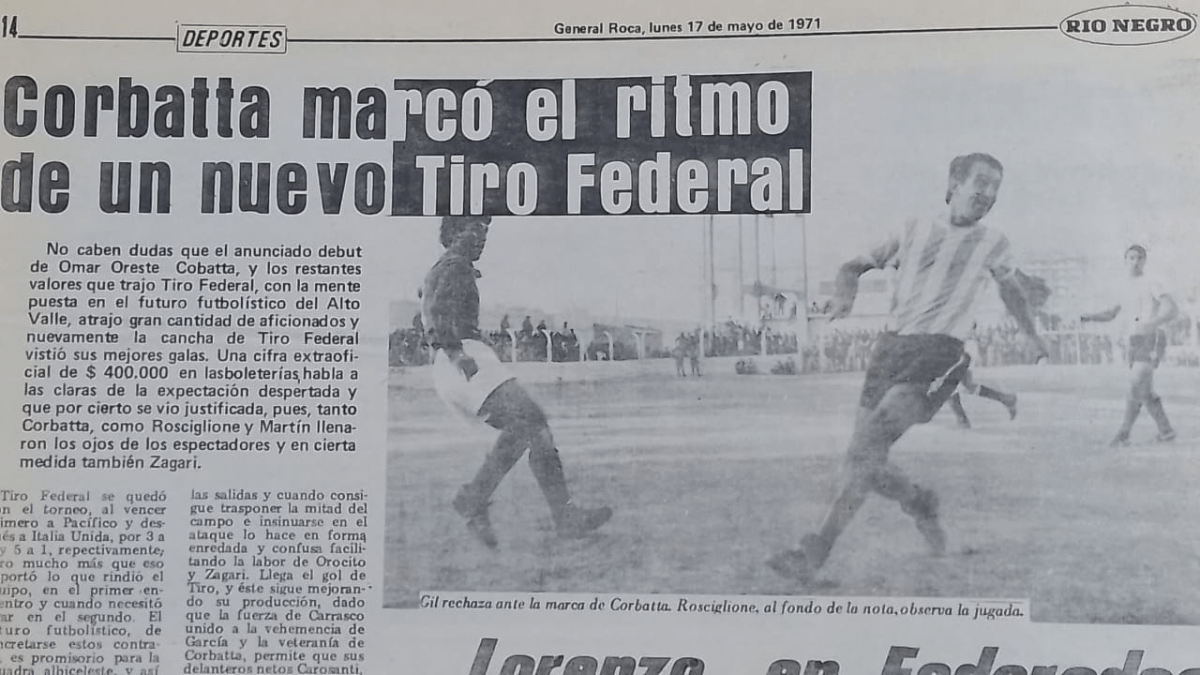 14
DEPORTES
General Roca, lunes 17 de mayo de 1971
RIO NEGRO
Corbatta marcó el ritmo
de un nuevo Tiro Federal
No caben dudas que el anunciado debut
de Omar Oreste Cobatta, y los restantes
valores que trajo Tiro Federal, con la mente
puesta en el futuro futbolístico del Alto
Valle, atrajo gran cantidad de aficionados y
nuevamente la cancha de Tiro Federal
vistió sus mejores galas. Una cifra extraofi-
cial de $ 400.000 en lasboleterías, habla a
las claras de la expectación despertada y
que por cierto se vio justificada, pues, tanto
Corbatta, como Rosciglione y Martín llena-
ron los ojos de los espectadores y en cierta
medida también Zagari.
Tiro Federal se quedó
n el torneo, al vencer
imero a Pacífico y des-
és a Italia Unida, por 3 a
y 5 a 1, repectivamente;
ro mucho más que eso
portó lo que rindió el
uipo, en el primer en-
entro y cuando necesitó
ar en el segundo. El
turo futbolístico, de
ncretarse estos contra-
, es promisorio para la
uadra albiceleste, y así
las salidas y cuando consi-
gue trasponer la mitad del
campo e insinuarse en el
ataque lo hace en forma
enredada y confusa facili-
tando la labor de Orocito
y Zagari. Llega el gol de
Tiro, y éste sigue mejoran-
do su producción, dado
que la fuerza de Carrasco
unido a la vehemencia de
García y la veteranía de
Corbatta, permite que sus
delanteros netos Carosanti,
Gil rechaza ante la marca de Corbatta. Rosciglione, al fondo de la nota, observa la jugada.
Lorenzo, en Federados